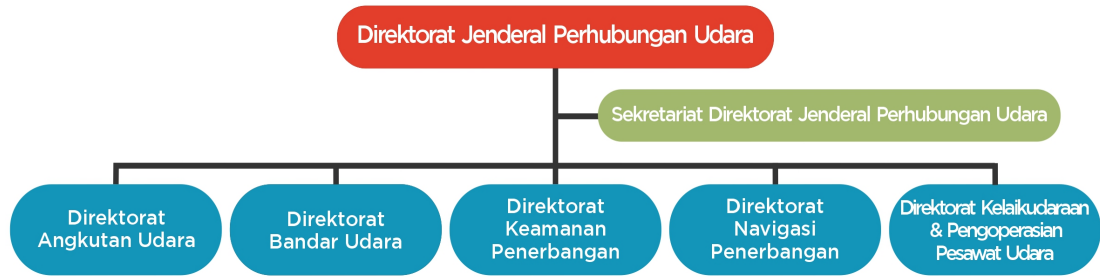 Direktorat Jenderal Perhubungan Udara
Sekretariat Direktorat Jenderal Perhubungan Udara
Direktorat
Angkutan Udara
Direktorat
Bandar Udara
Direktorat
Keamanan
Penerbangan
Direktorat
Navigasi
Penerbangan
Direktorat Kelaikudaraan
& Pengoperasian
Pesawat Udara